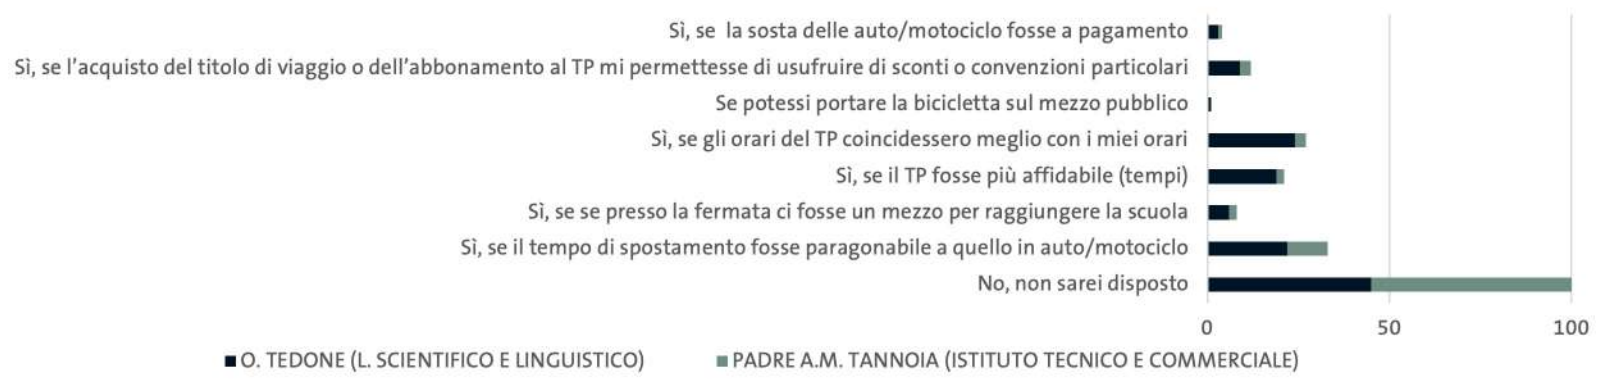 Sì, se la sosta delle auto/motociclo fosse a pagamento
Sì, se l'acquisto del titolo di viaggio o dell'abbonamento al TP mi permettesse di usufruire di sconti o convenzioni particolari
Se potessi portare la bicicletta sul mezzo pubblico
Sì, se gli orari del TP coincidessero meglio con i miei orari
Sì, se il TP fosse più affidabile (tempi)
Sì, se se presso la fermata ci fosse un mezzo per raggiungere la scuola
Sì, se il tempo di spostamento fosse paragonabile a quello in auto/motociclo
No, non sarei disposto
0 50 100
O. TEDONE (L. SCIENTIFICO E LINGUISTICO) PADRE A.M. TANNOIA (ISTITUTO TECNICO E COMMERCIALE)